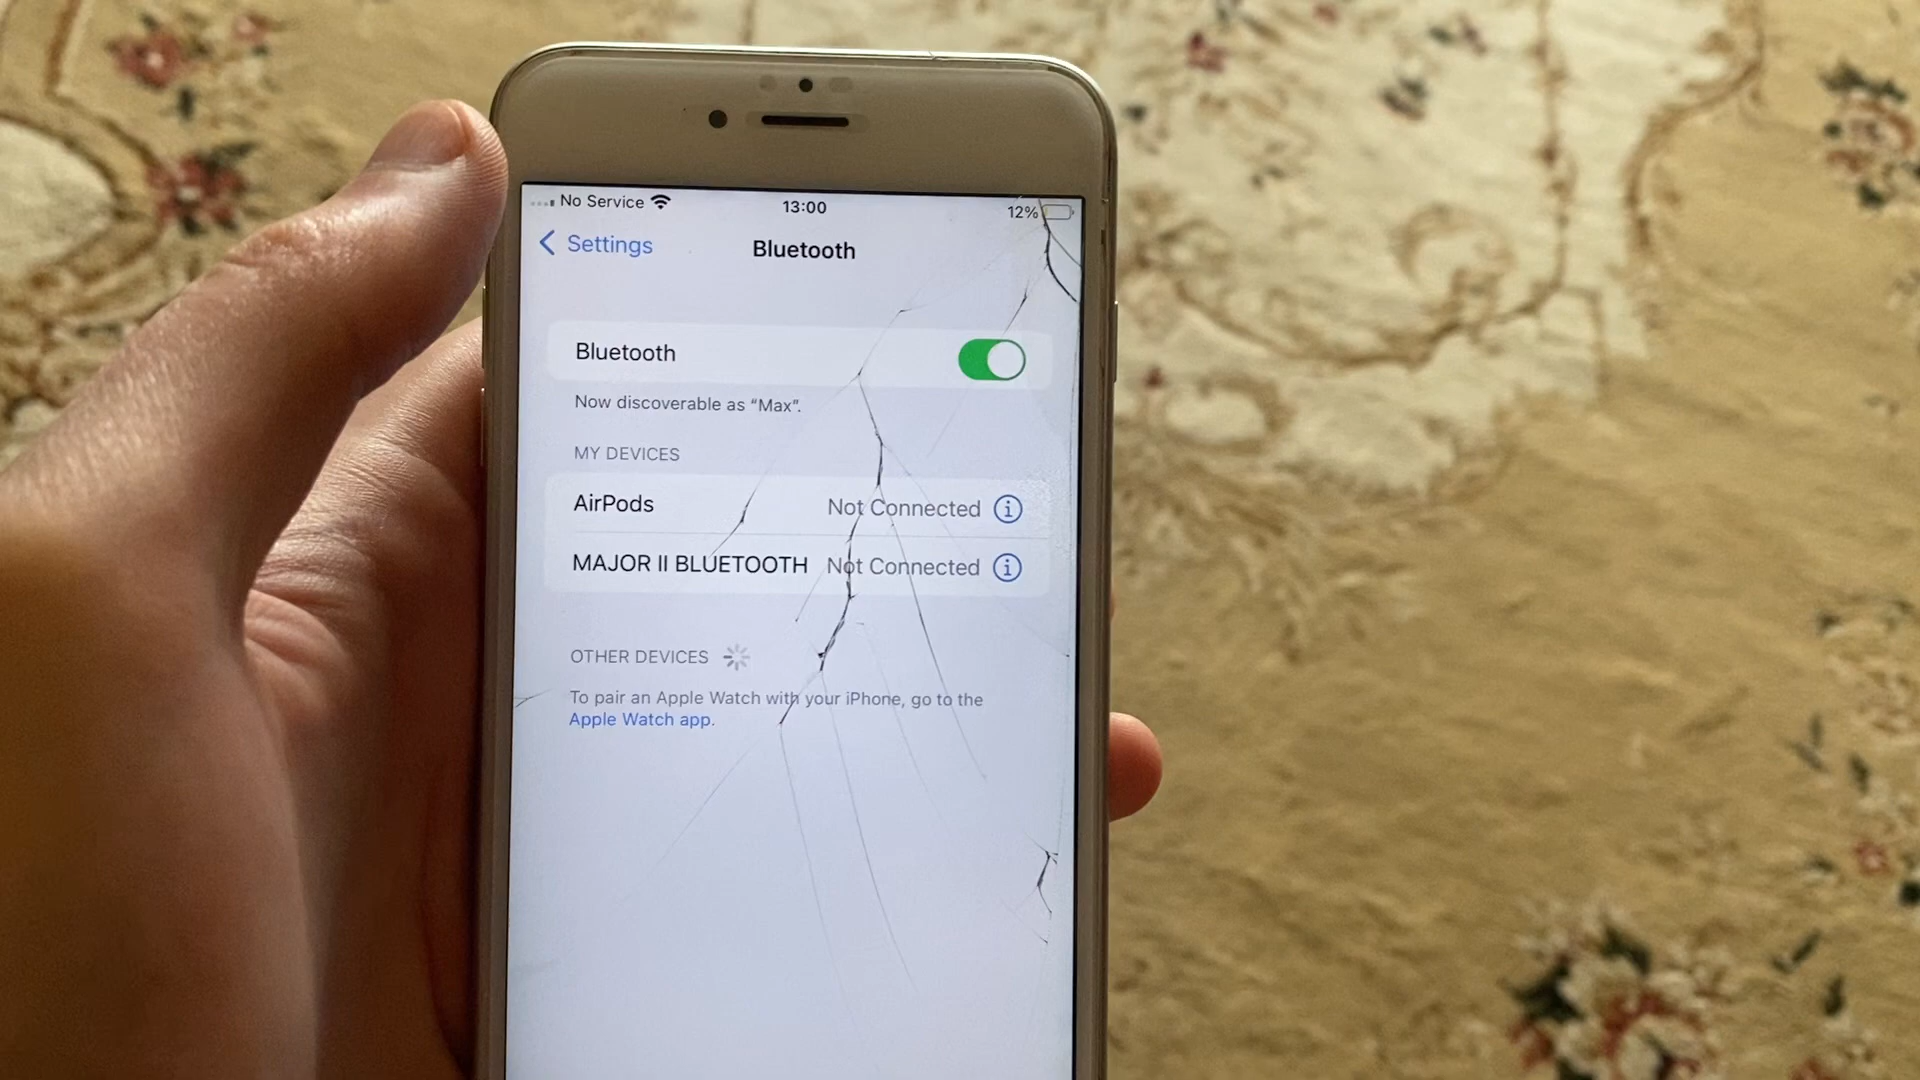 No Service 13:00 12%
Settings Bluetooth
Bluetooth
Now discoverable as “Max”.
MY DEVICES
AirPods Not Connected
MAJOR II BLUETOOTH Not Connected
OTHER DEVICES
To pair an Apple Watch with your iPhone, go to the
Apple Watch app.